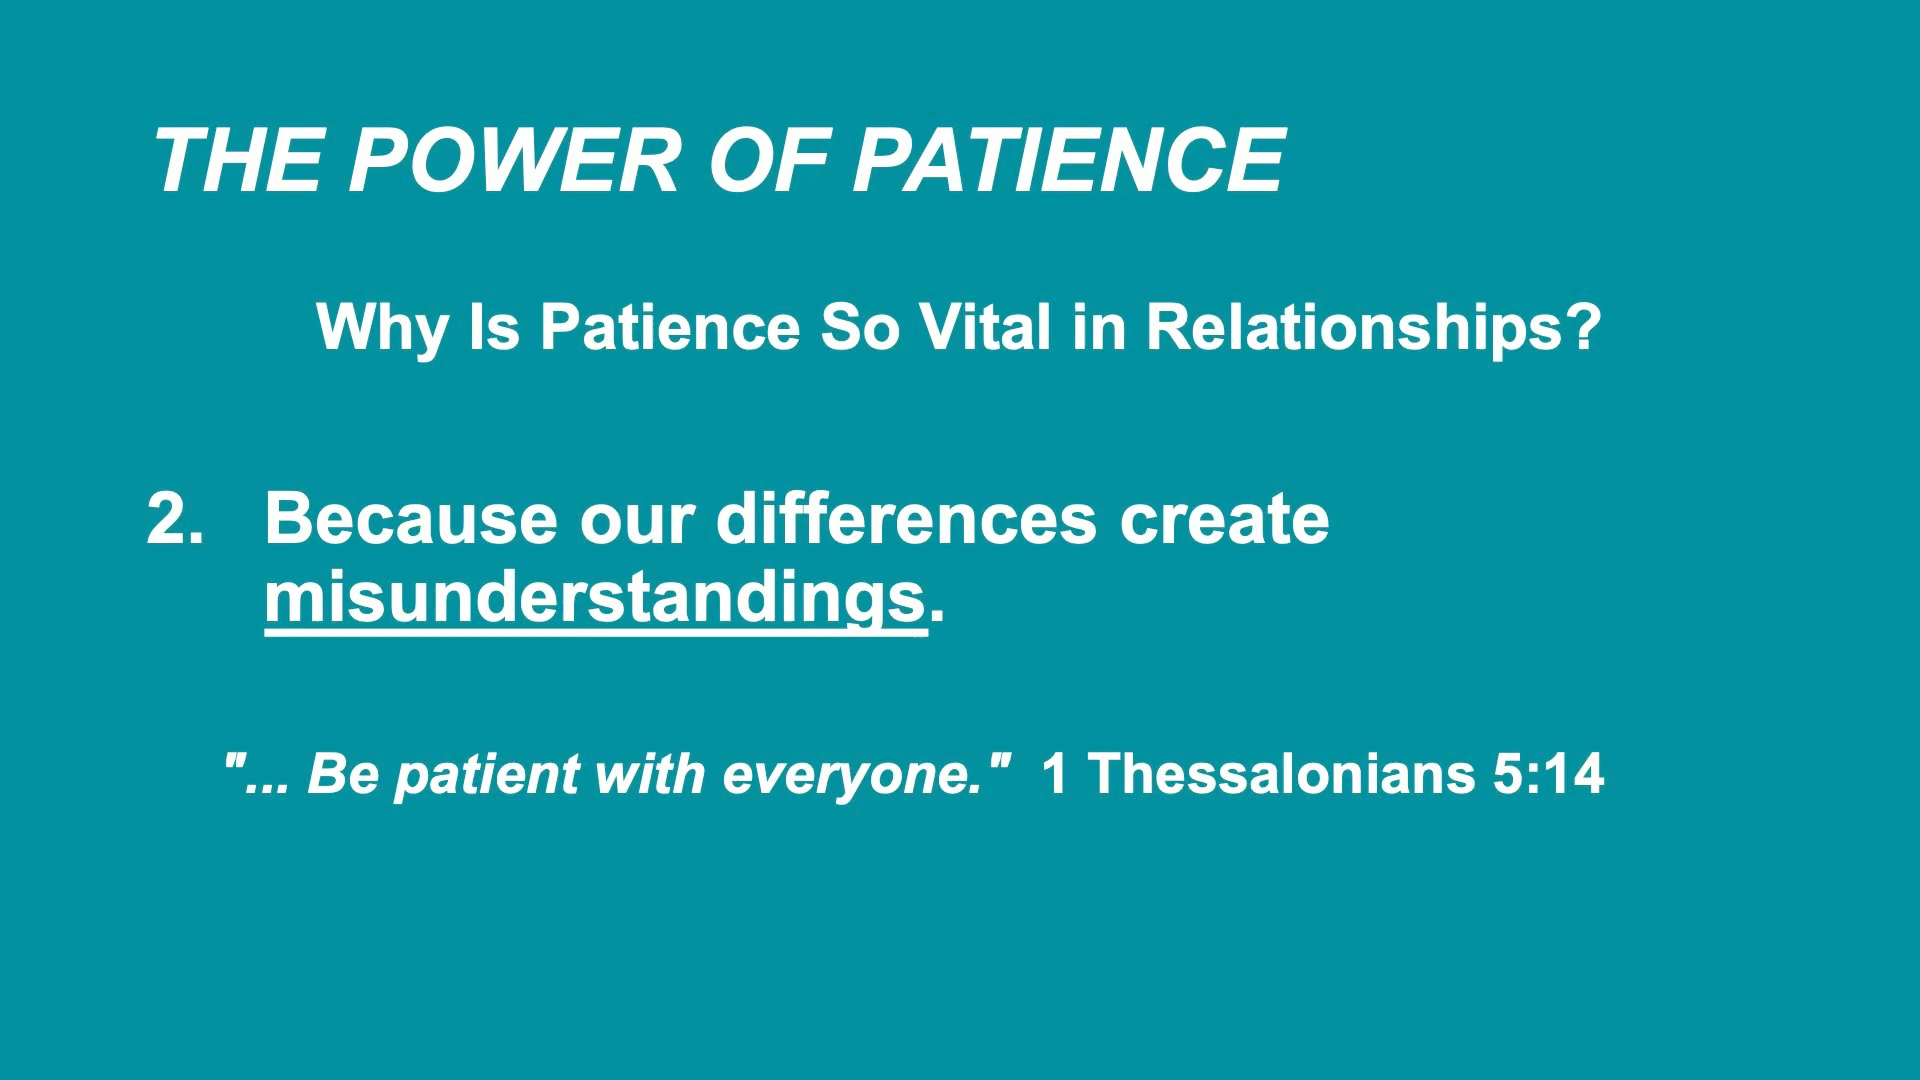 THE POWER OF PATIENCE
Why Is Patience So Vital in Relationships?
2. Because our differences create
misunderstandings.
"... Be patient with everyone." 1 Thessalonians 5:14